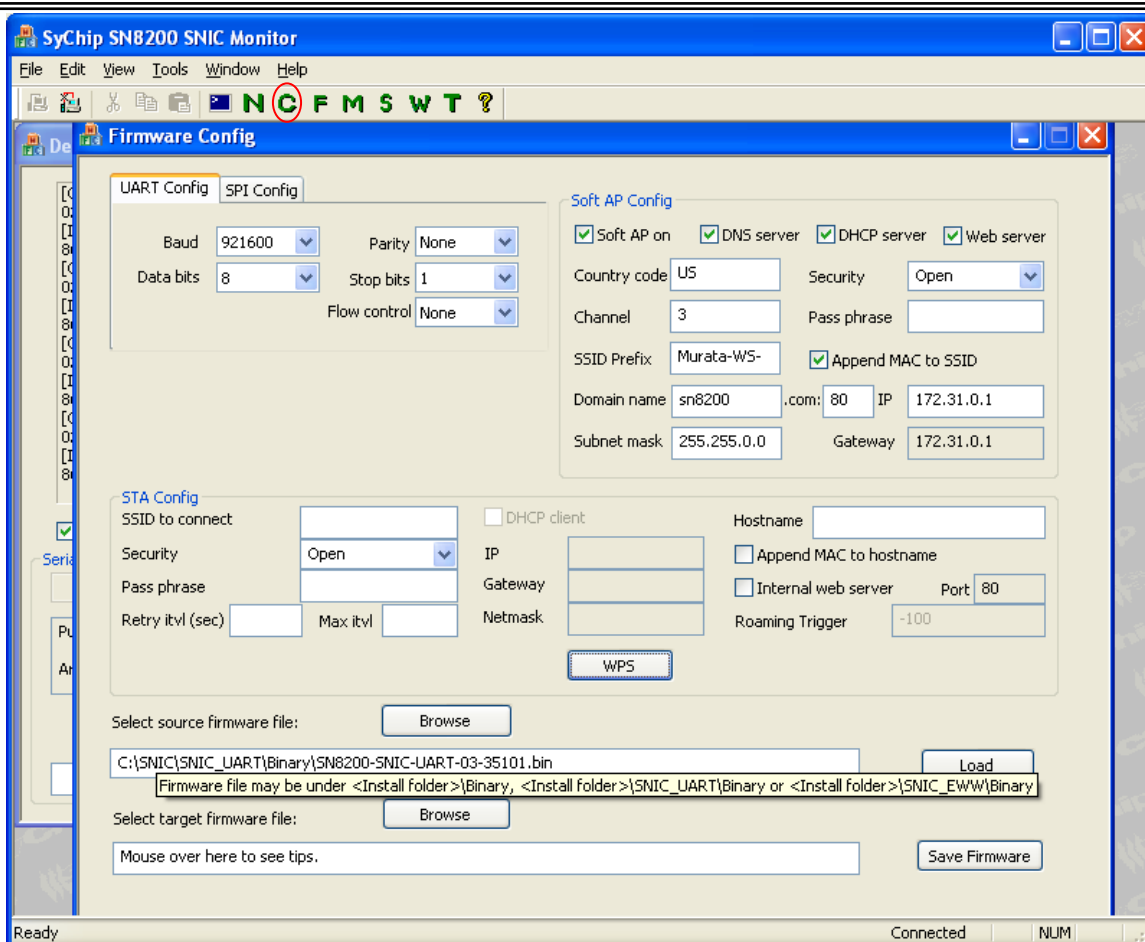 SyChip SN8200 SNIC Monitor
File Edit View Tools Window Help
N C F M S W T ?
De
Firmware Config
UART Config SPI Config
Baud 921600 Parity None
Data bits 8 Stop bits 1
Flow control None
Soft AP Config
Soft AP on DNS server DHCP server Web server
Country code US Security Open
Channel 3 Pass phrase
SSID Prefix Murata-WS- Append MAC to SSID
Domain name sn8200 .com: 80 IP 172.31.0.1
Subnet mask 255.255.0.0 Gateway 172.31.0.1
STA Config
SSID to connect DHCP client Hostname
Security Open IP Append MAC to hostname
Pass phrase Gateway Internal web server Port 80
Retry itvl (sec) Max itvl Netmask Roaming Trigger -100
WPS
Seria
Pu
Ar
Select source firmware file: Browse
C:\SNIC\SNIC_UART\Binary\SN8200-SNIC-UART-03-35101.bin Load
Firmware file may be under <Install folder>\Binary, <Install folder>\SNIC_UART\Binary or <Install folder>\SNIC_EWW\Binary
Select target firmware file: Browse
Mouse over here to see tips. Save Firmware
Ready Connected NUM